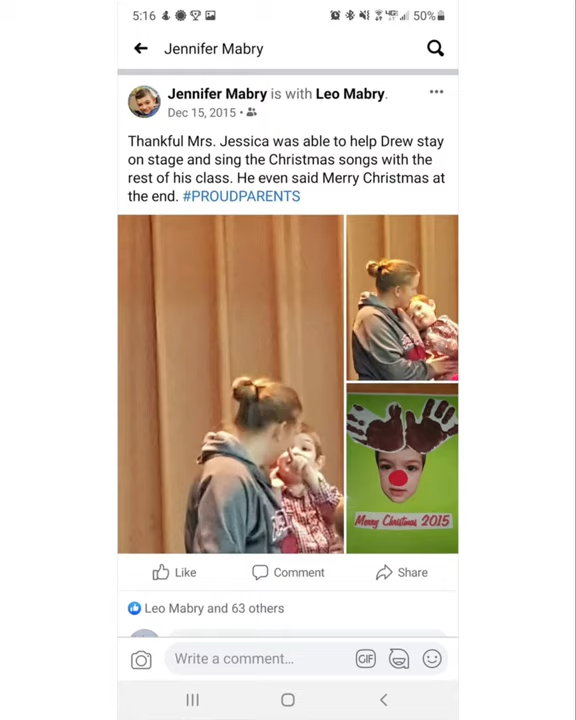 5:16
4G
50%
Jennifer Mabry
Jennifer Mabry is with Leo Mabry.
Dec 15, 2015
Thankful Mrs. Jessica was able to help Drew stay
on stage and sing the Christmas songs with the
rest of his class. He even said Merry Christmas at
the end. #PROUDPARENTS
Merry Christmas 2015
Like
Comment
Share
Leo Mabry and 63 others
Write a comment...
GIF